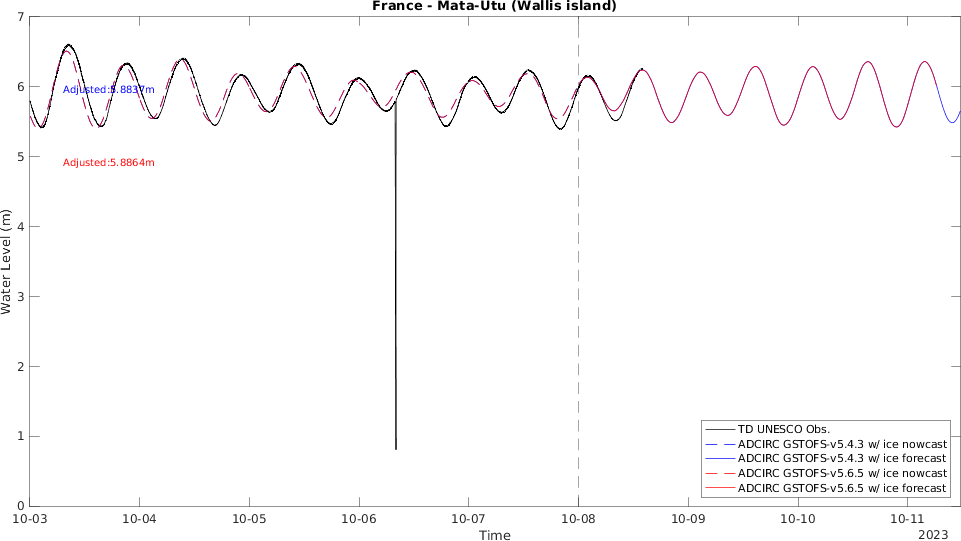 France - Mata-Utu (Wallis island)
7
6
5
4
3
2
1
0
Water Level (m)
Adjusted:5.8837m
Adjusted:5.8864m
TD UNESCO Obs.
ADCIRC GSTOFS-v5.4.3 w/ ice nowcast
ADCIRC GSTOFS-v5.4.3 w/ ice forecast
ADCIRC GSTOFS-v5.6.5 w/ ice nowcast
ADCIRC GSTOFS-v5.6.5 w/ ice forecast
10-03 10-04 10-05 10-06 10-07 10-08 10-09 10-10 10-11
Time
2023